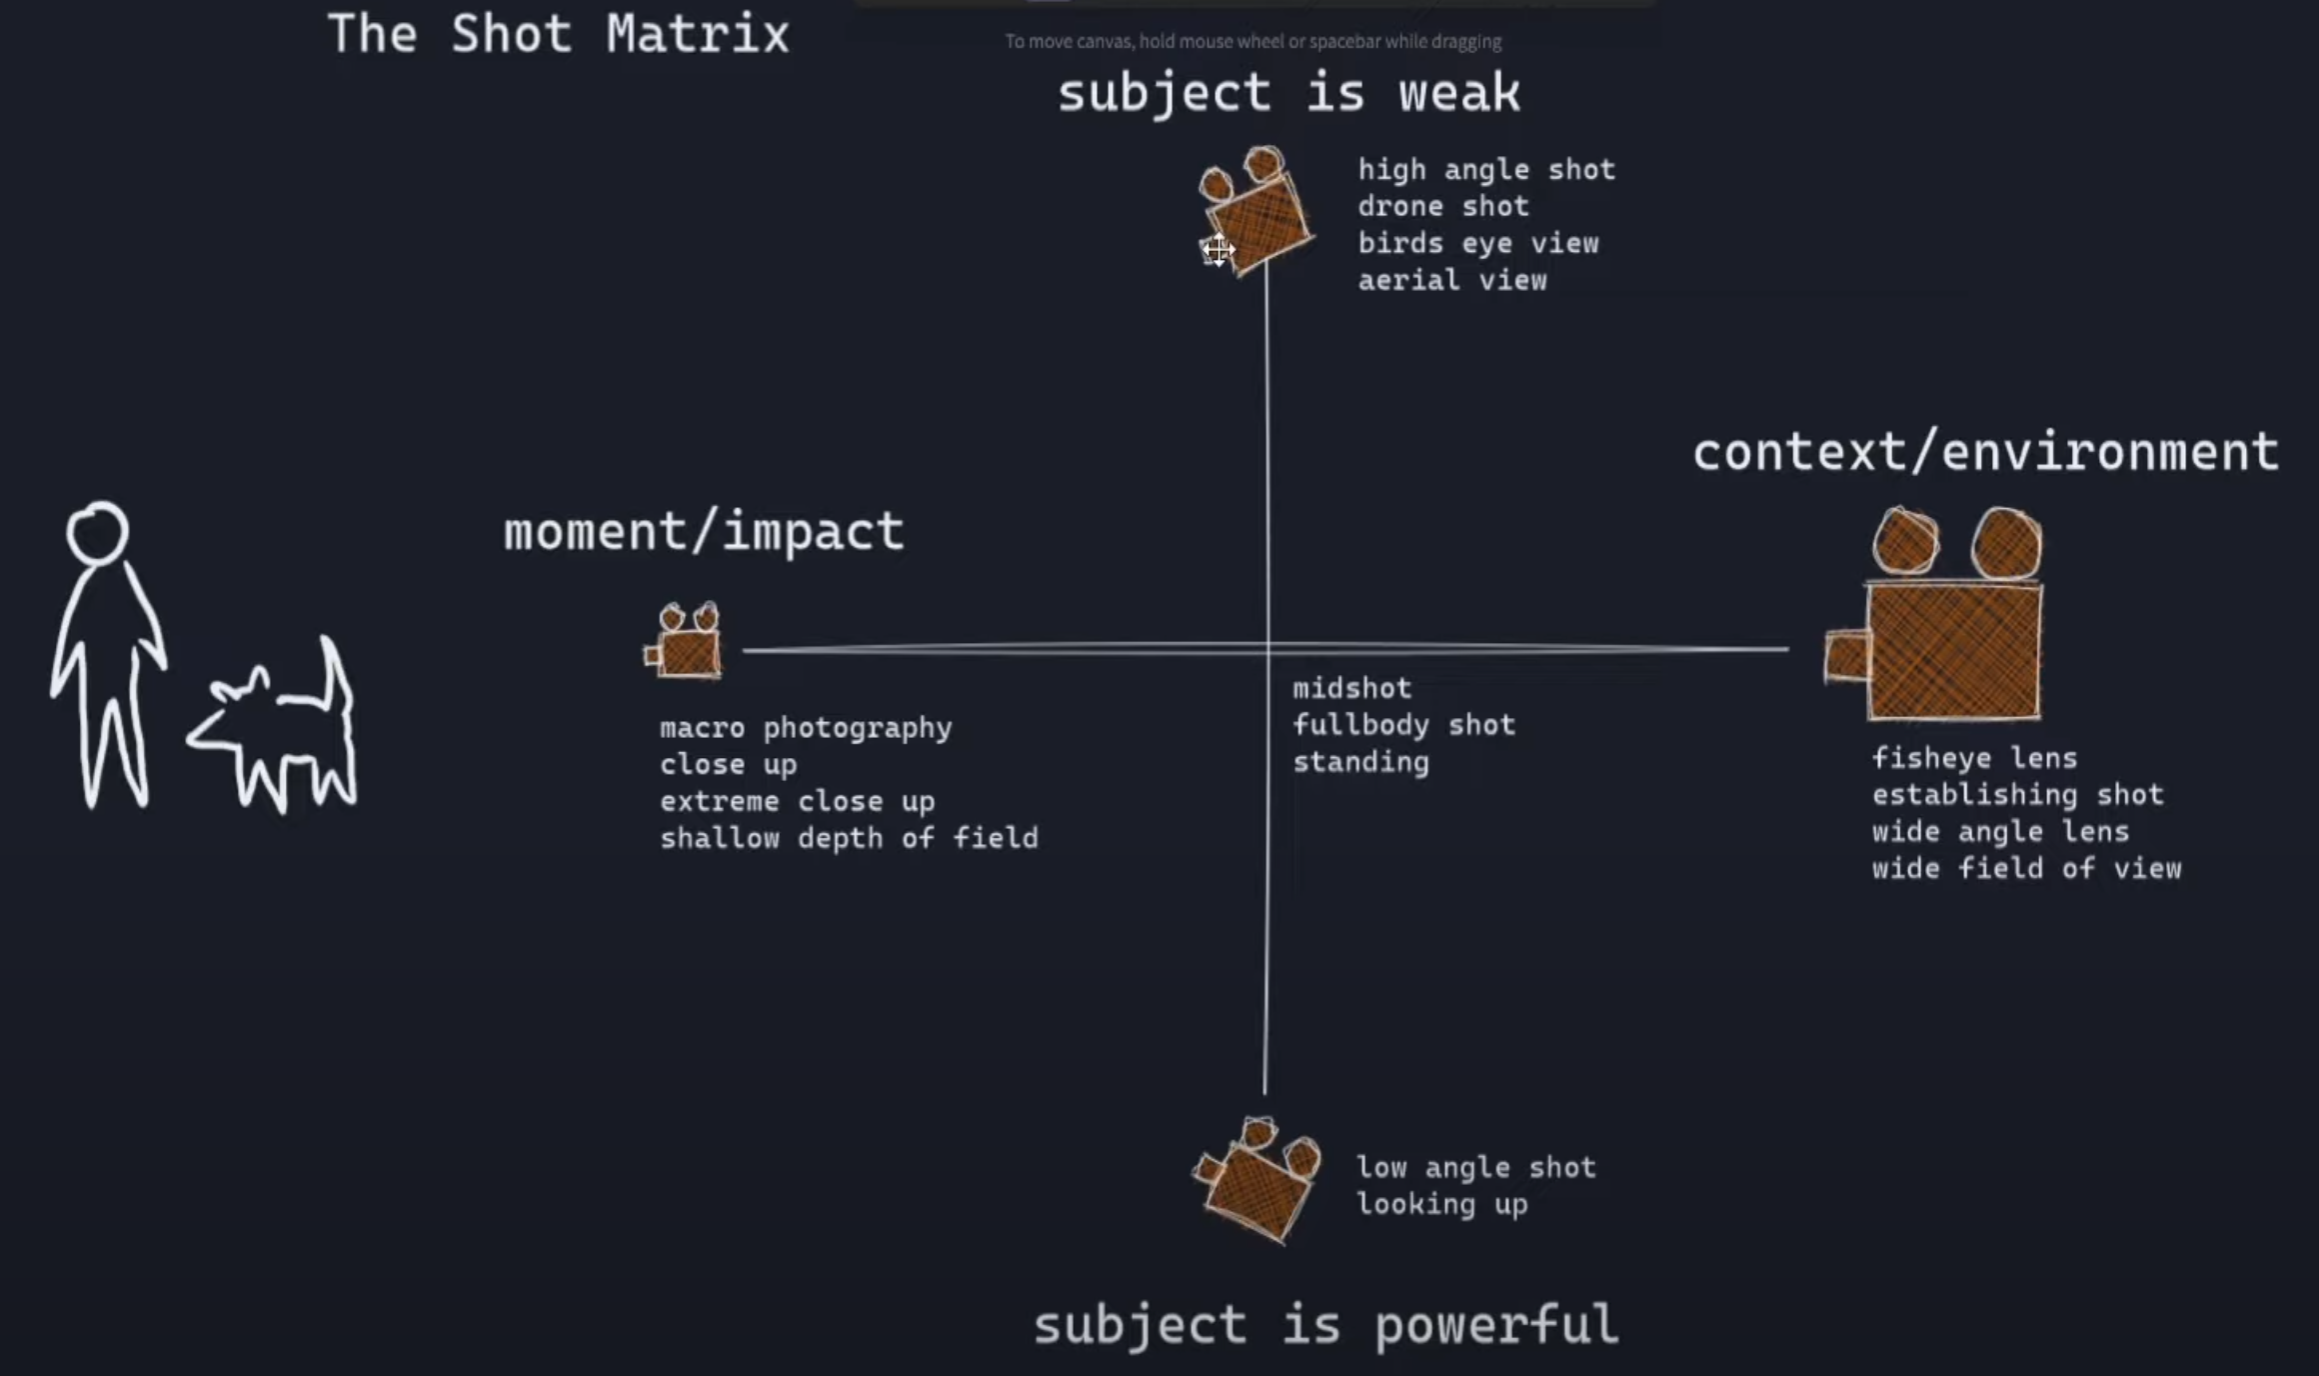 The Shot Matrix
To move canvas, hold mouse wheel or spacebar while dragging
subject is weak
high angle shot
drone shot
birds eye view
aerial view
context/environment
moment/impact
midshot
fullbody shot
standing
macro photography
close up
extreme close up
shallow depth of field
fisheye lens
establishing shot
wide angle lens
wide field of view
low angle shot
looking up
subject is powerful